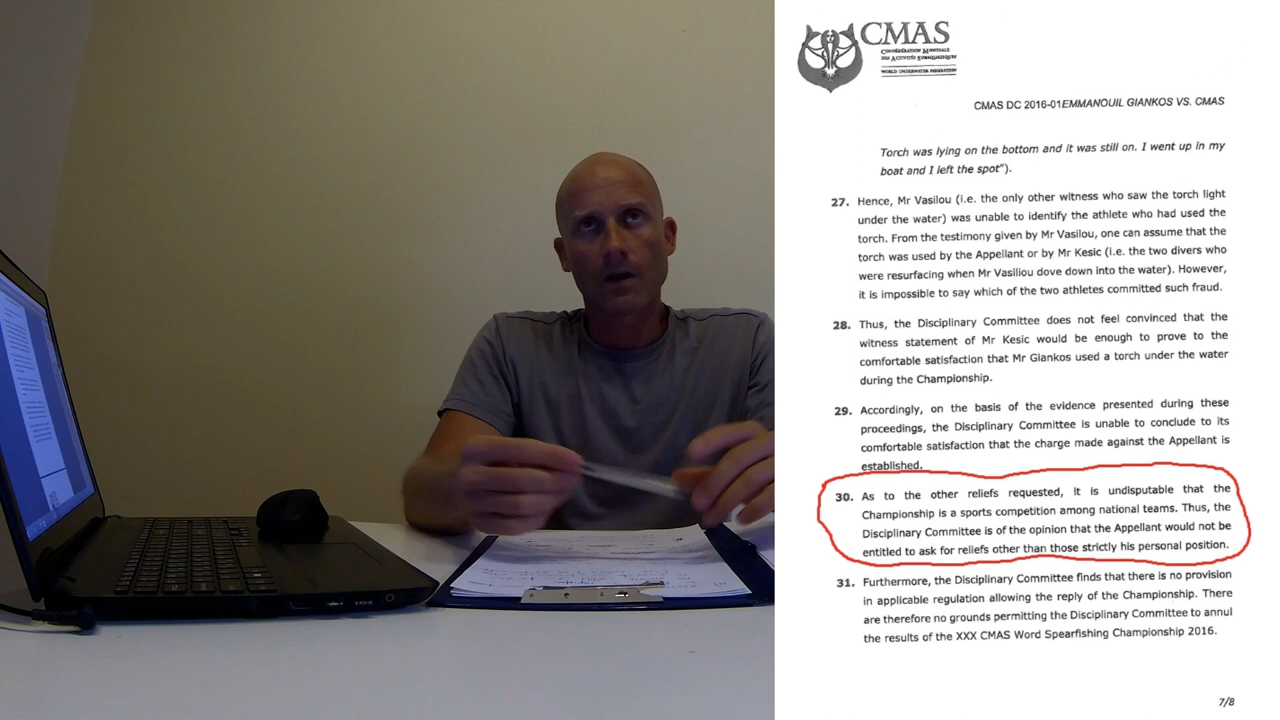 CMAS
CONFÉDÉRATION MONDIALE
DES ACTIVITÉS SUBAQUATIQUES
WORLD UNDERWATER FEDERATION
CMAS DC 2016-01EMMANOUIL GIANKOS VS. CMAS
Torch was lying on the bottom and it was still on. I went up in my
boat and I left the spot").
27. Hence, Mr Vasilou (i.e. the only other witness who saw the torch light
under the water) was unable to identify the athlete who had used the
torch. From the testimony given by Mr Vasilou, one can assume that the
torch was used by the Appellant or by Mr Kesic (i.e. the two divers who
were resurfacing when Mr Vasiliou dove down into the water). However,
it is impossible to say which of the two athletes committed such fraud.
28. Thus, the Disciplinary Committee does not feel convinced that the
witness statement of Mr Kesic would be enough to prove to the
comfortable satisfaction that Mr Giankos used a torch under the water
during the Championship.
29. Accordingly, on the basis of the evidence presented during these
proceedings, the Disciplinary Committee is unable to conclude to its
comfortable satisfaction that the charge made against the Appellant is
established.
30. As to the other reliefs requested, it is undisputable that the
Championship is a sports competition among national teams. Thus, the
Disciplinary Committee is of the opinion that the Appellant would not be
entitled to ask for reliefs other than those strictly his personal position.
31. Furthermore, the Disciplinary Committee finds that there is no provision
in applicable regulation allowing the reply of the Championship. There
are therefore no grounds permitting the Disciplinary Committee to annul
the results of the XXX CMAS Word Spearfishing Championship 2016.
7/8